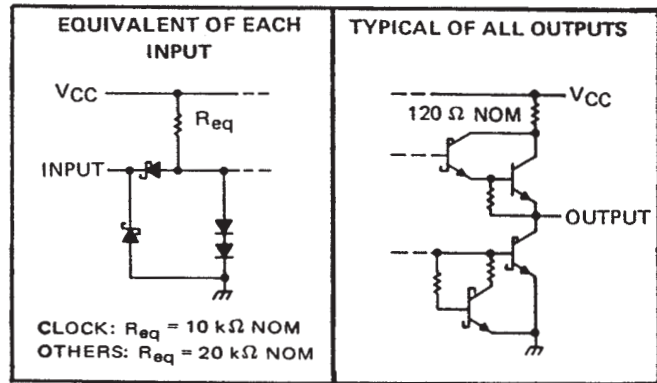 EQUIVALENT OF EACH
INPUT
VCC
Req
INPUT
CLOCK: Req = 10 kΩ NOM
OTHERS: Req = 20 kΩ NOM
TYPICAL OF ALL OUTPUTS
VCC
120 Ω NOM
OUTPUT